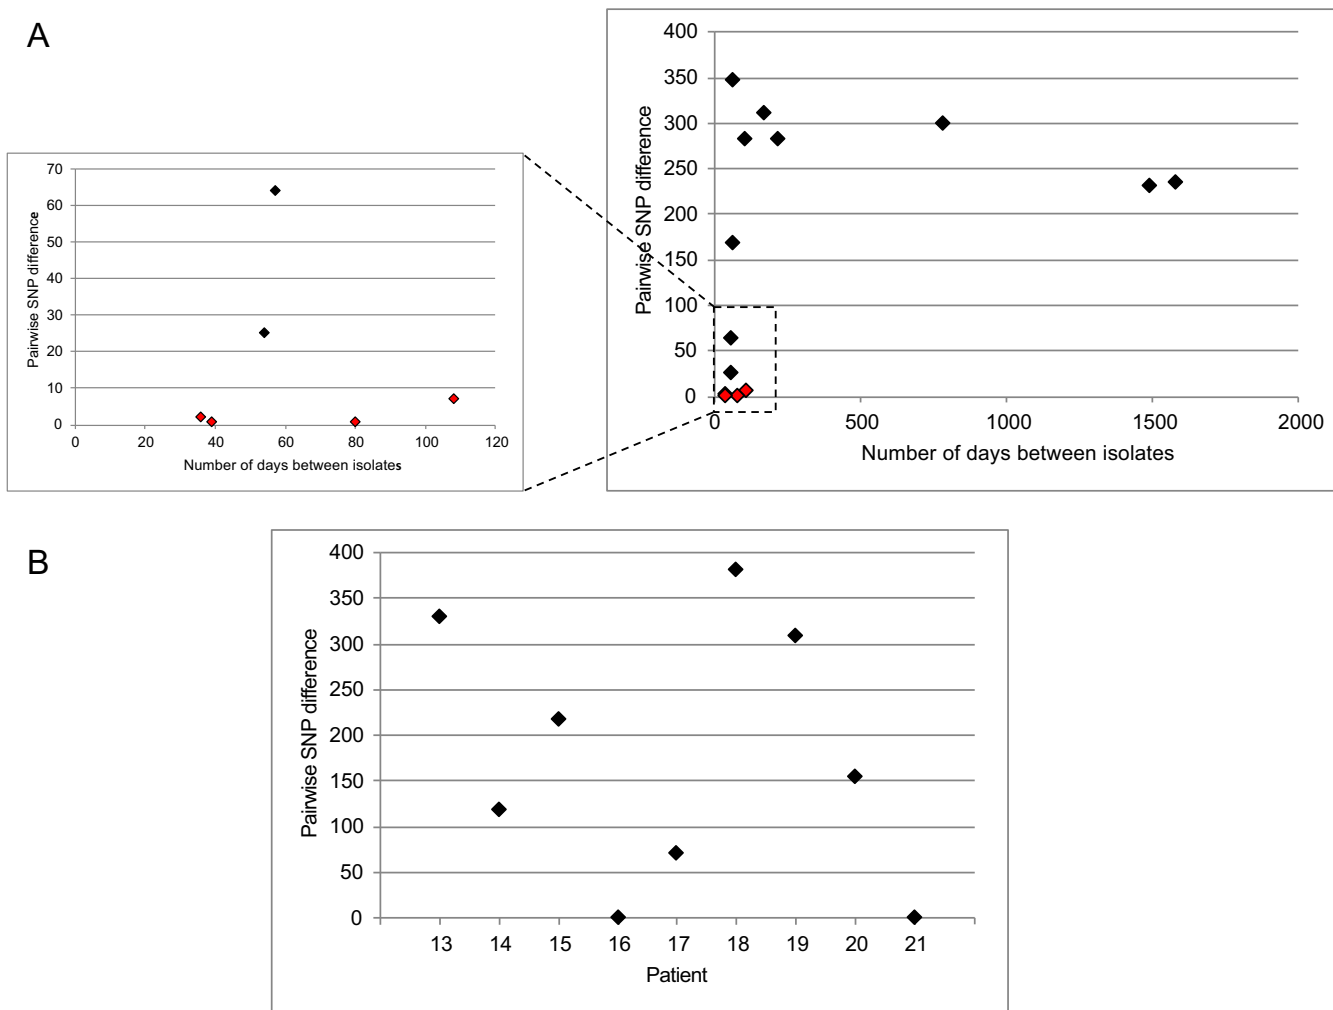 A
Pairwise SNP difference
400
350
300
250
200
150
100
50
0
0 500 1000 1500 2000
Number of days between isolates
Pairwise SNP difference
70
60
50
40
30
20
10
0
0 20 40 60 80 100 120
Number of days between isolates
B
Pairwise SNP difference
400
350
300
250
200
150
100
50
0
13 14 15 16 17 18 19 20 21
Patient